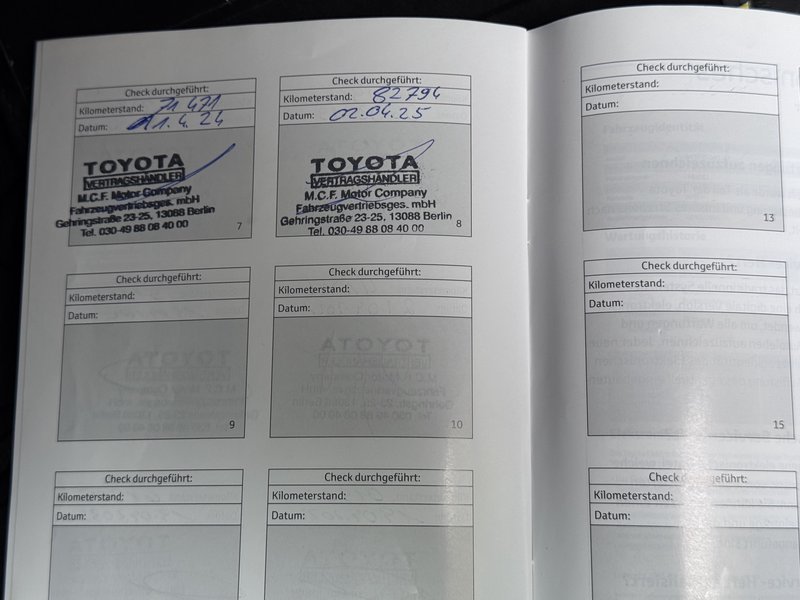 Check durchgeführt:
Kilometerstand: 71 471
Datum: 11.4.24
TOYOTA
VERTRAGSHÄNDLER
M.C.F. Motor Company
Fahrzeugvertriebsges. mbH
Gehringstraße 23-25, 13088 Berlin
Tel. 030-49 88 08 40 00
7
Check durchgeführt:
Kilometerstand: 82794
Datum: 02.04.25
TOYOTA
VERTRAGSHÄNDLER
M.C.F. Motor Company
Fahrzeugvertriebsges. mbH
Gehringstraße 23-25, 13088 Berlin
Tel. 030-49 88 08 40 00
8
Check durchgeführt:
Kilometerstand:
Datum:
9
Check durchgeführt:
Kilometerstand:
Datum:
10
Check durchgeführt:
Kilometerstand:
Datum:
Check durchgeführt:
Kilometerstand:
Datum:
Check durchgeführt:
Kilometerstand:
Datum:
13
Check durchgeführt:
Kilometerstand:
Datum:
15
Check durchgeführt:
Kilometerstand:
Datum: